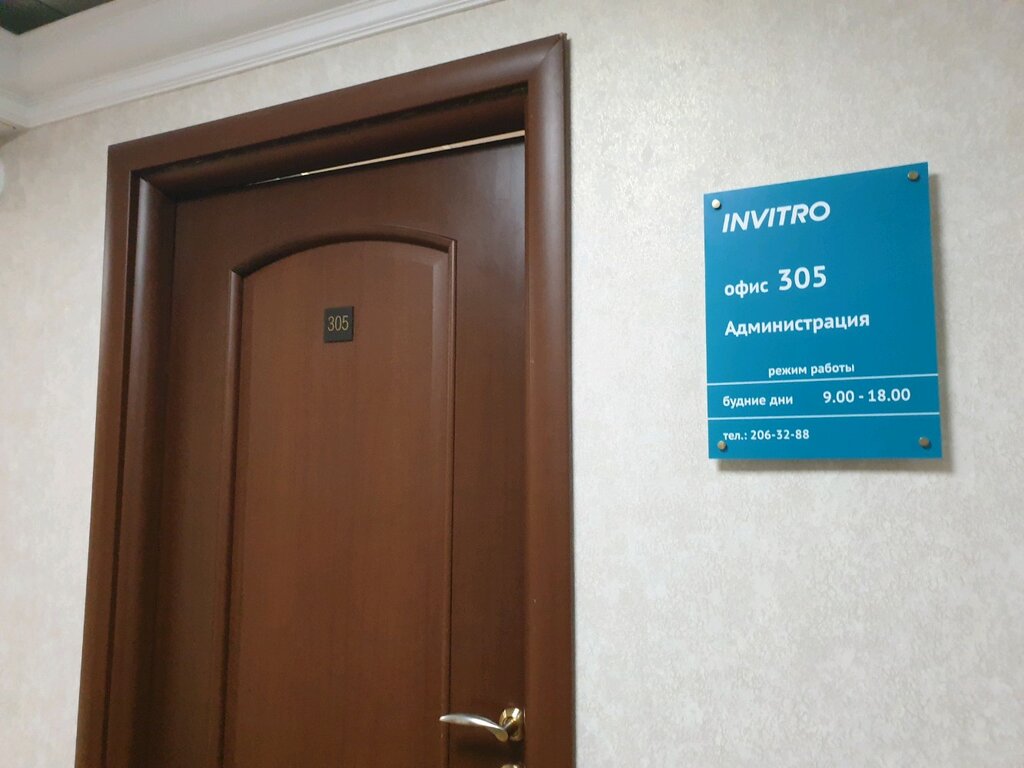 305
INVITRO
офис 305
Администрация
режим работы
будние дни 9.00 - 18.00
тел.: 206-32-88